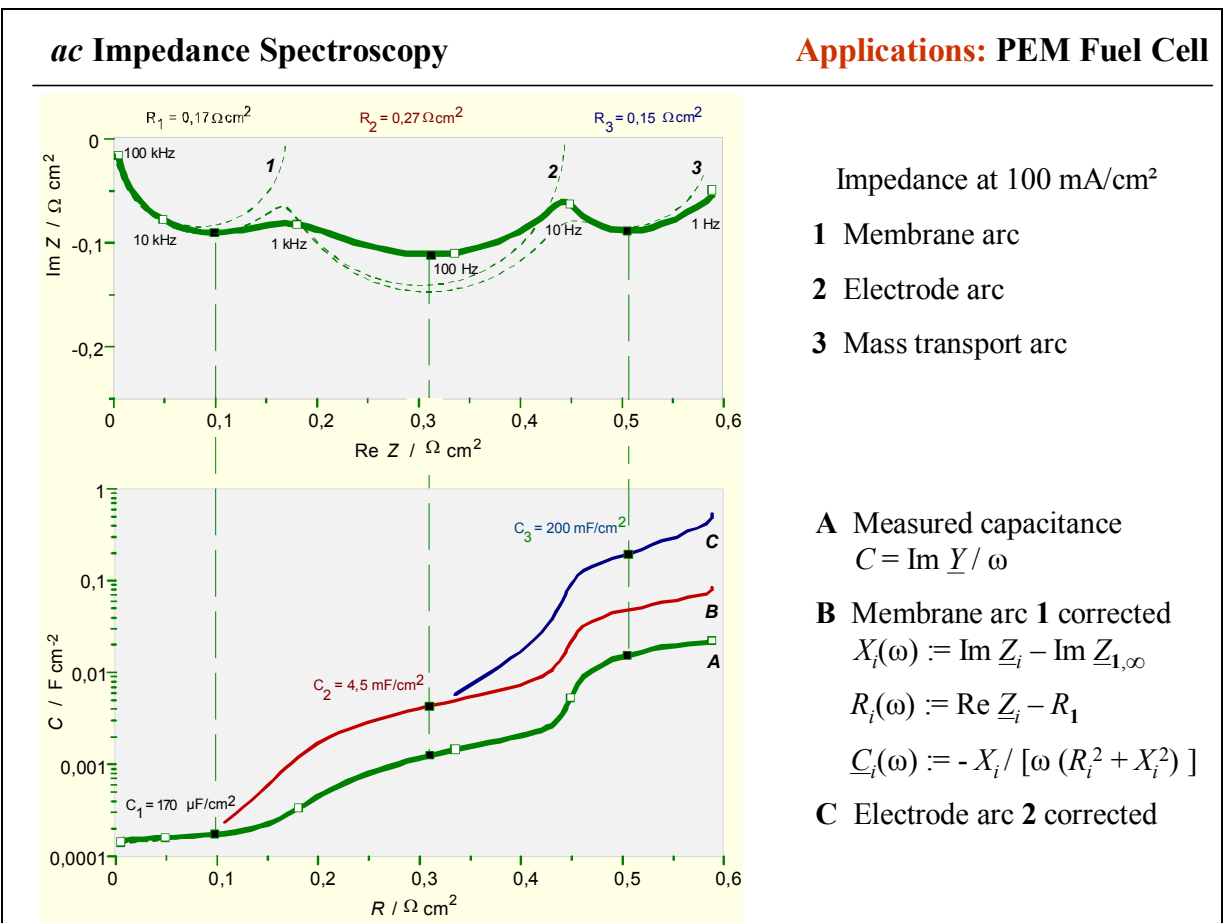 ac Impedance Spectroscopy
Applications: PEM Fuel Cell
R1 = 0,17 Ωcm²
R2 = 0,27 Ωcm²
R3 = 0,15 Ωcm²
Im Z / Ω cm²
0
-0,1
-0,2
100 kHz
10 kHz
1 kHz
100 Hz
10 Hz
1 Hz
1
2
3
0 0,1 0,2 0,3 0,4 0,5 0,6
Re Z / Ω cm²
Impedance at 100 mA/cm²
1 Membrane arc
2 Electrode arc
3 Mass transport arc
C / F cm-2
1
0,1
0,01
0,001
0,0001
C1 = 170 µF/cm²
C2 = 4,5 mF/cm²
C3 = 200 mF/cm²
C
B
A
0 0,1 0,2 0,3 0,4 0,5 0,6
R / Ω cm²
A Measured capacitance
C = Im Y / ω
B Membrane arc 1 corrected
Xi(ω) := Im Zi – Im Z1,∞
Ri(ω) := Re Zi – R1
Ci(ω) := - Xi / [ω (Ri² + Xi²) ]
C Electrode arc 2 corrected